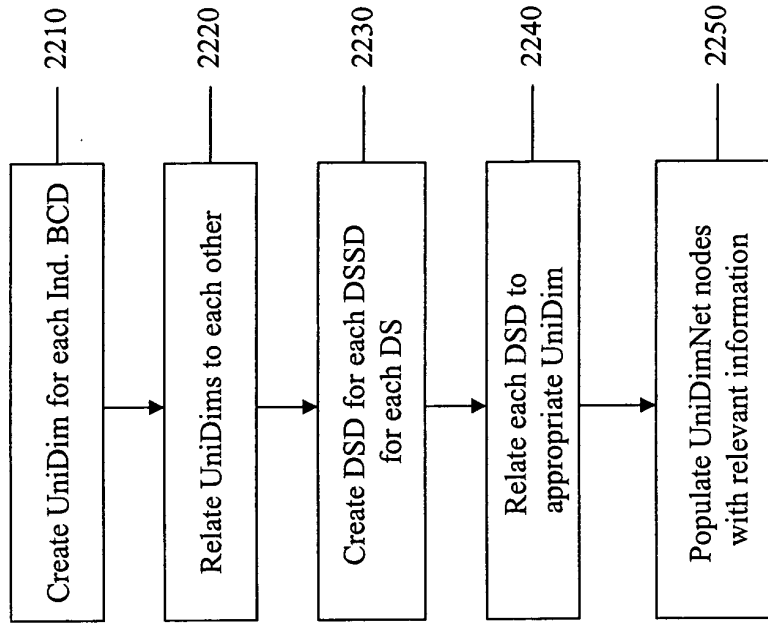 Create UniDim for each Ind. BCD
2210
Relate UniDims to each other
2220
Create DSD for each DSSD
for each DS
2230
Relate each DSD to
appropriate UniDim
2240
Populate UniDimNet nodes
with relevant information
2250